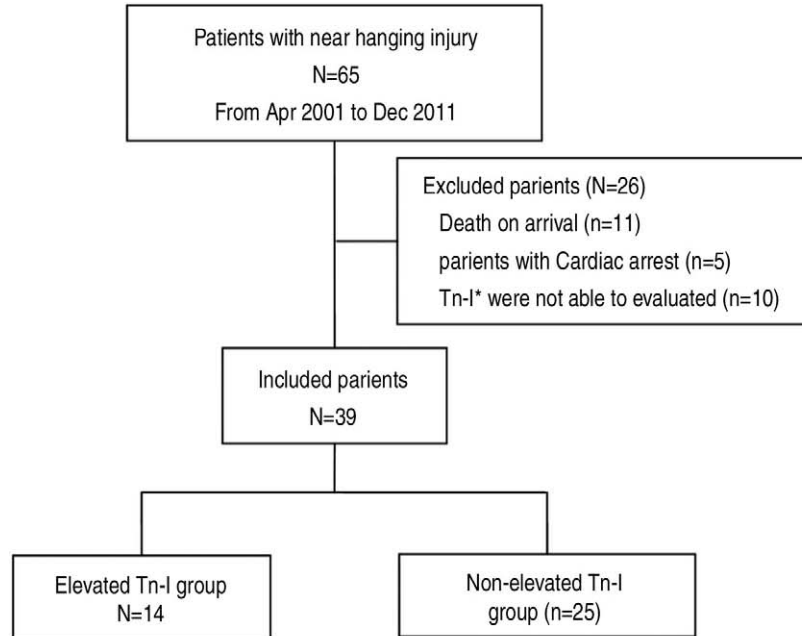 Patients with near hanging injury
N=65
From Apr 2001 to Dec 2011
Excluded parients (N=26)
Death on arrival (n=11)
parients with Cardiac arrest (n=5)
Tn-I* were not able to evaluated (n=10)
Included parients
N=39
Elevated Tn-I group
N=14
Non-elevated Tn-I
group (n=25)